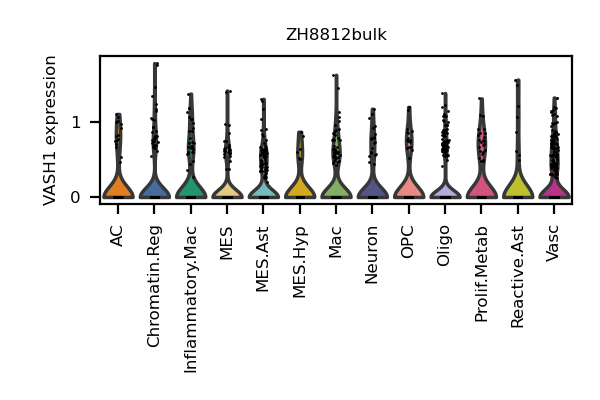 ZH8812bulk
VASH1 expression
1
0
AC
Chromatin.Reg
Inflammatory.Mac
MES
MES.Ast
MES.Hyp
Mac
Neuron
OPC
Oligo
Prolif.Metab
Reactive.Ast
Vasc